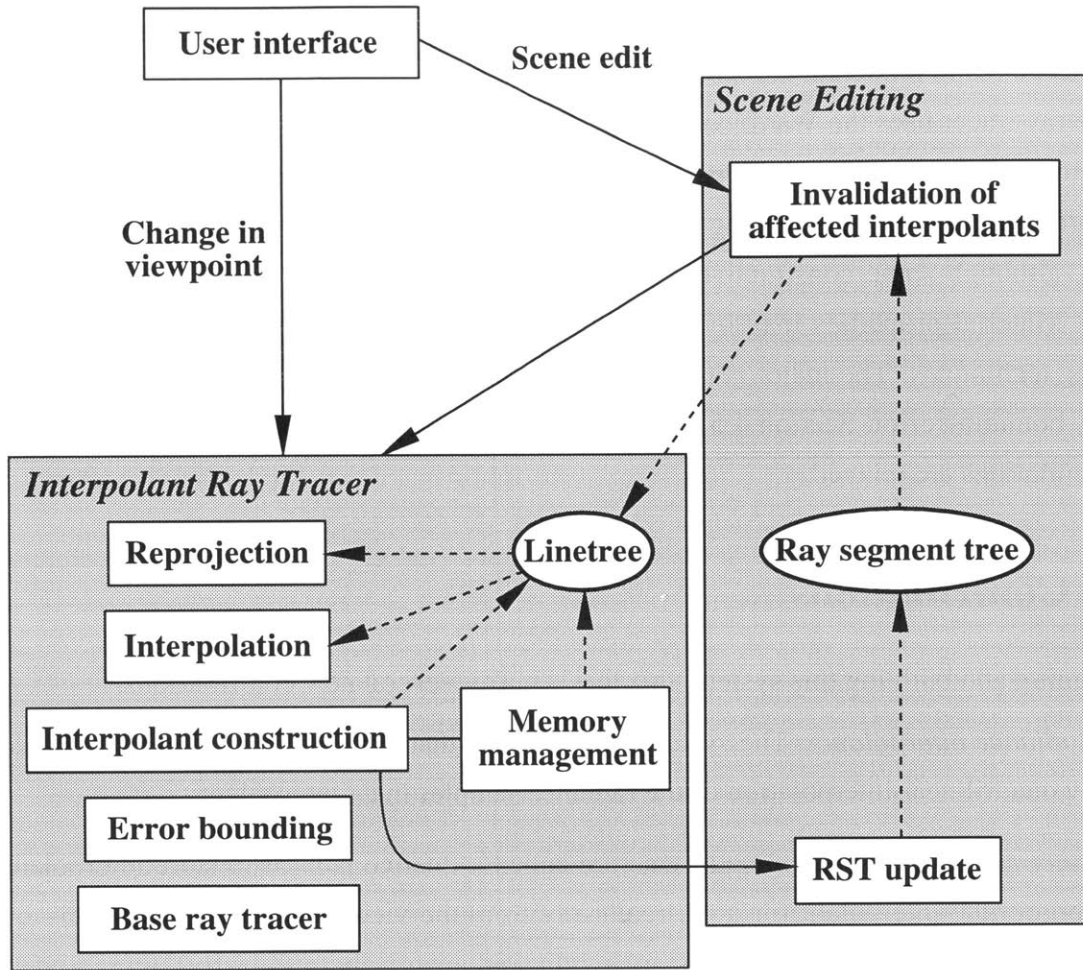 User interface
Scene edit
Scene Editing
Invalidation of
affected interpolants
Change in
viewpoint
Interpolant Ray Tracer
Reprojection
Linetree
Ray segment tree
Interpolation
Interpolant construction
Memory
management
Error bounding
RST update
Base ray tracer